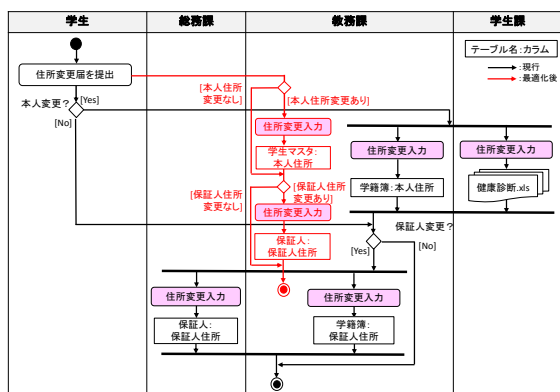 学生
総務課
教務課
学生課
テーブル名:カラム
:現行
:最適化後
住所変更届を提出
[本人住所
変更なし]
[本人住所変更あり]
本人変更?
[Yes]
[No]
住所変更入力
学生マスタ:
本人住所
住所変更入力
学籍簿:本人住所
住所変更入力
健康診断.xls
[保証人住所
変更なし]
[保証人住所
変更あり]
住所変更入力
保証人:
保証人住所
保証人変更?
[Yes]
[No]
住所変更入力
保証人:
保証人住所
住所変更入力
学籍簿:
保証人住所